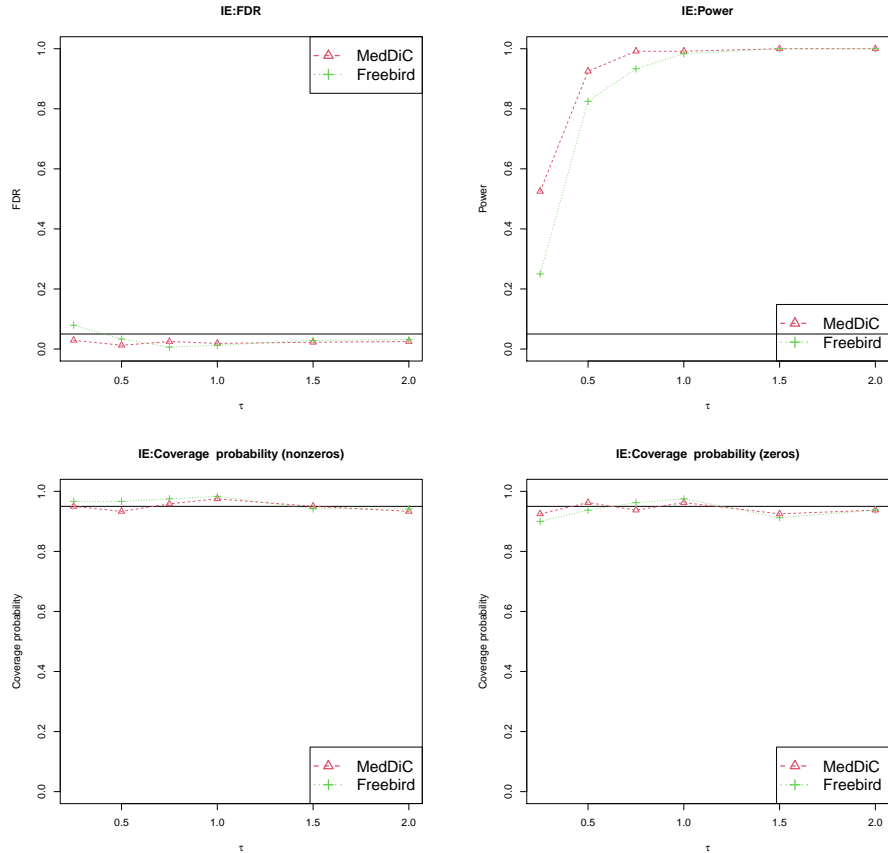 IE:FDR
FDR
0.0 0.2 0.4 0.6 0.8 1.0
MedDiC
Freebird
0.5 1.0 1.5 2.0
τ
IE:Power
Power
0.0 0.2 0.4 0.6 0.8 1.0
MedDiC
Freebird
0.5 1.0 1.5 2.0
τ
IE:Coverage probability (nonzeros)
Coverage probability
0.0 0.2 0.4 0.6 0.8 1.0
MedDiC
Freebird
0.5 1.0 1.5 2.0
τ
IE:Coverage probability (zeros)
Coverage probability
0.0 0.2 0.4 0.6 0.8 1.0
MedDiC
Freebird
0.5 1.0 1.5 2.0
τ